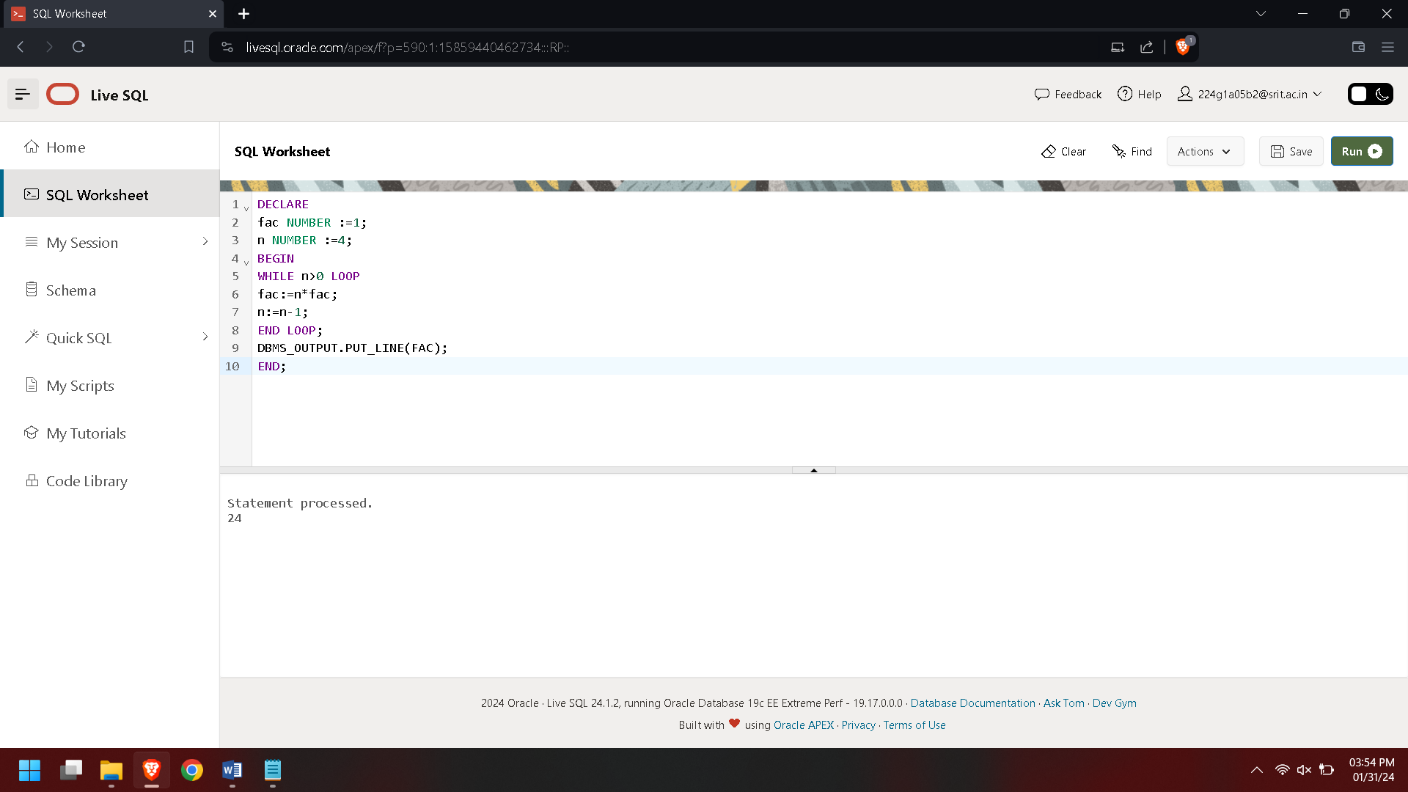 SQL Worksheet
livesql.oracle.com/apex/f?p=590:1:15859440462734:::RP::
1
Live SQL
Feedback
Help
224g1a05b2@srit.ac.in
Home
SQL Worksheet
My Session
Schema
Quick SQL
My Scripts
My Tutorials
Code Library
SQL Worksheet
Clear
Find
Actions
Save
Run
1 DECLARE
2 fac NUMBER :=1;
3 n NUMBER :=4;
4 BEGIN
5 WHILE n>0 LOOP
6 fac:=n*fac;
7 n:=n-1;
8 END LOOP;
9 DBMS_OUTPUT.PUT_LINE(FAC);
10 END;
Statement processed.
24
2024 Oracle · Live SQL 24.1.2, running Oracle Database 19c EE Extreme Perf - 19.17.0.0.0 · Database Documentation · Ask Tom · Dev Gym
Built with ❤ using Oracle APEX · Privacy · Terms of Use
03:54 PM
01/31/24